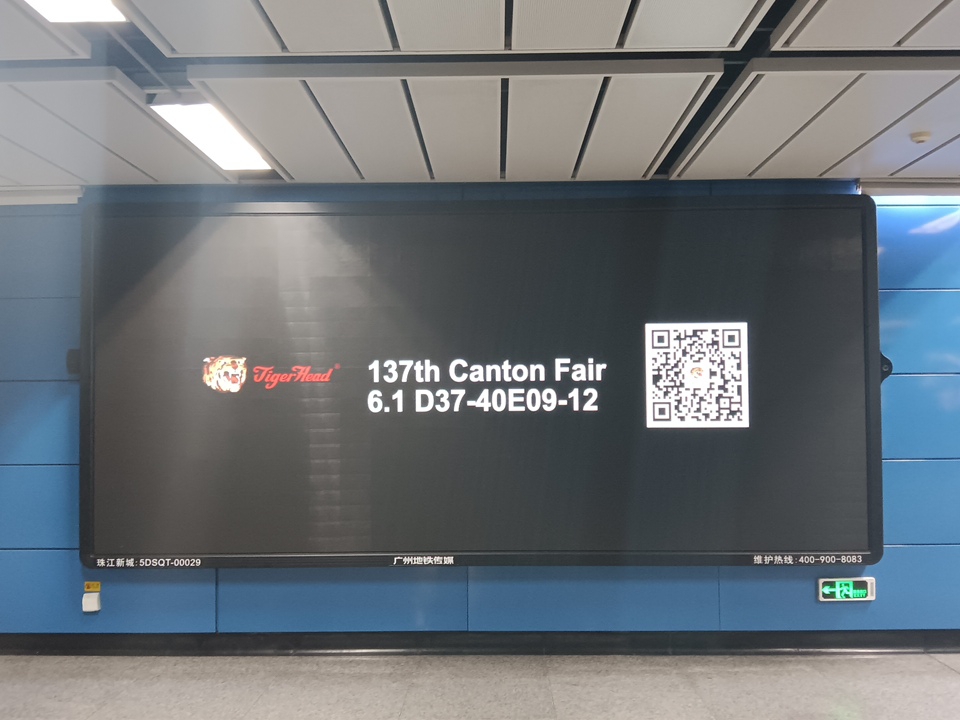 TigerHead®
137th Canton Fair
6.1 D37-40E09-12
珠江新城: 5DSQT-00029
广州地铁传媒
维护热线: 400-900-8083